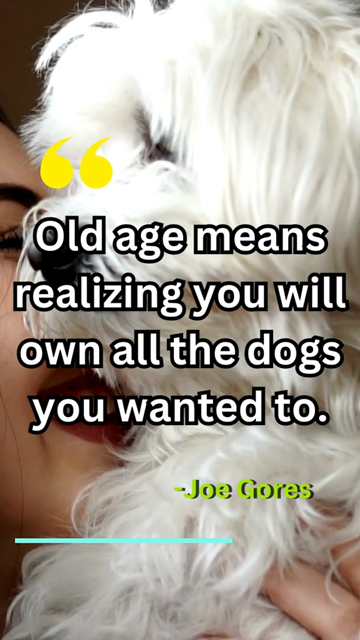 Old age means
realizing you will
own all the dogs
you wanted to.
-Joe Gores